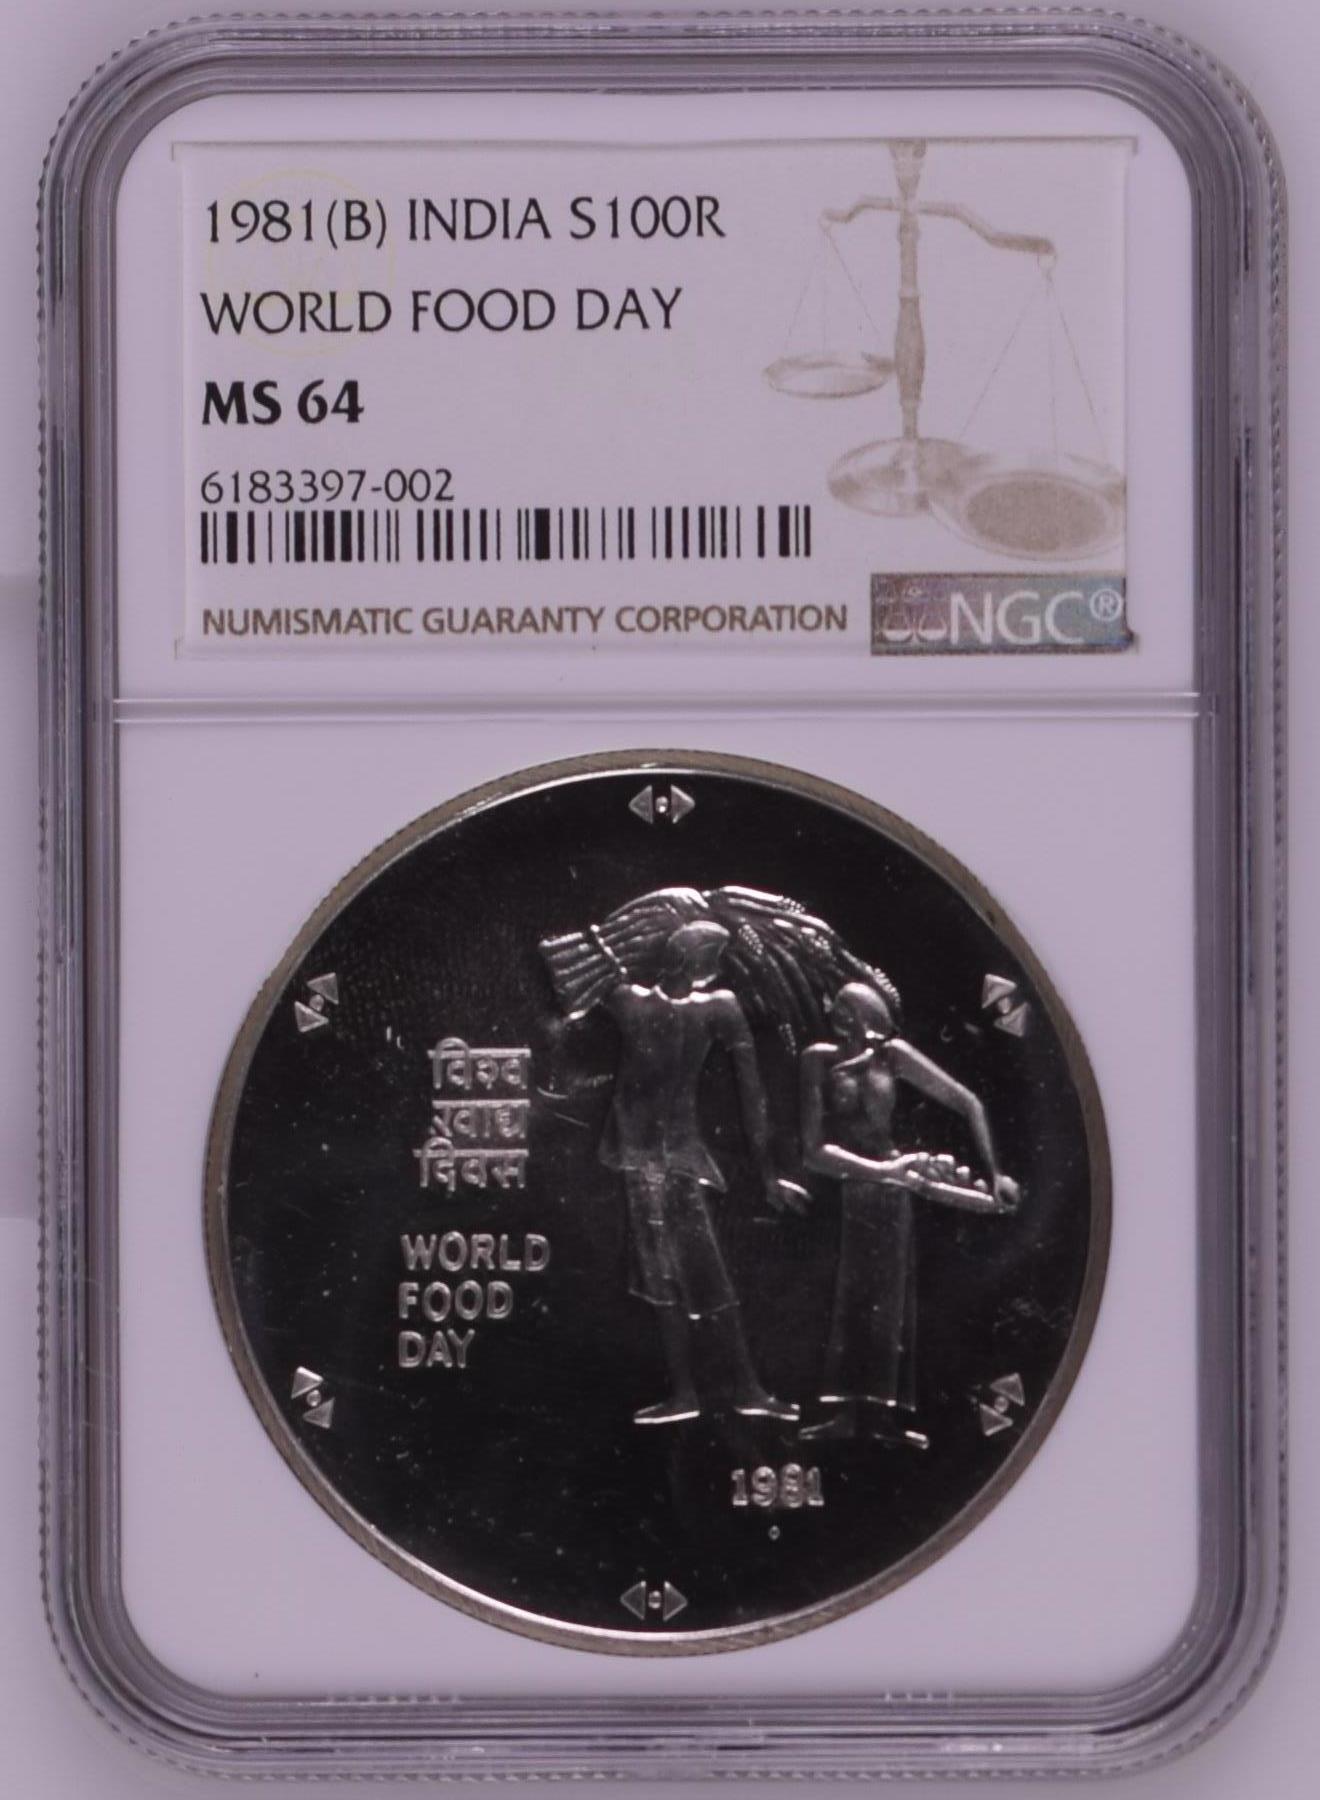 1981(B) INDIA S100R
WORLD FOOD DAY
MS 64
6183397-002
NUMISMATIC GUARANTY CORPORATION
NGC®
विश्व
खाद्य
दिवस
WORLD
FOOD
DAY
1981